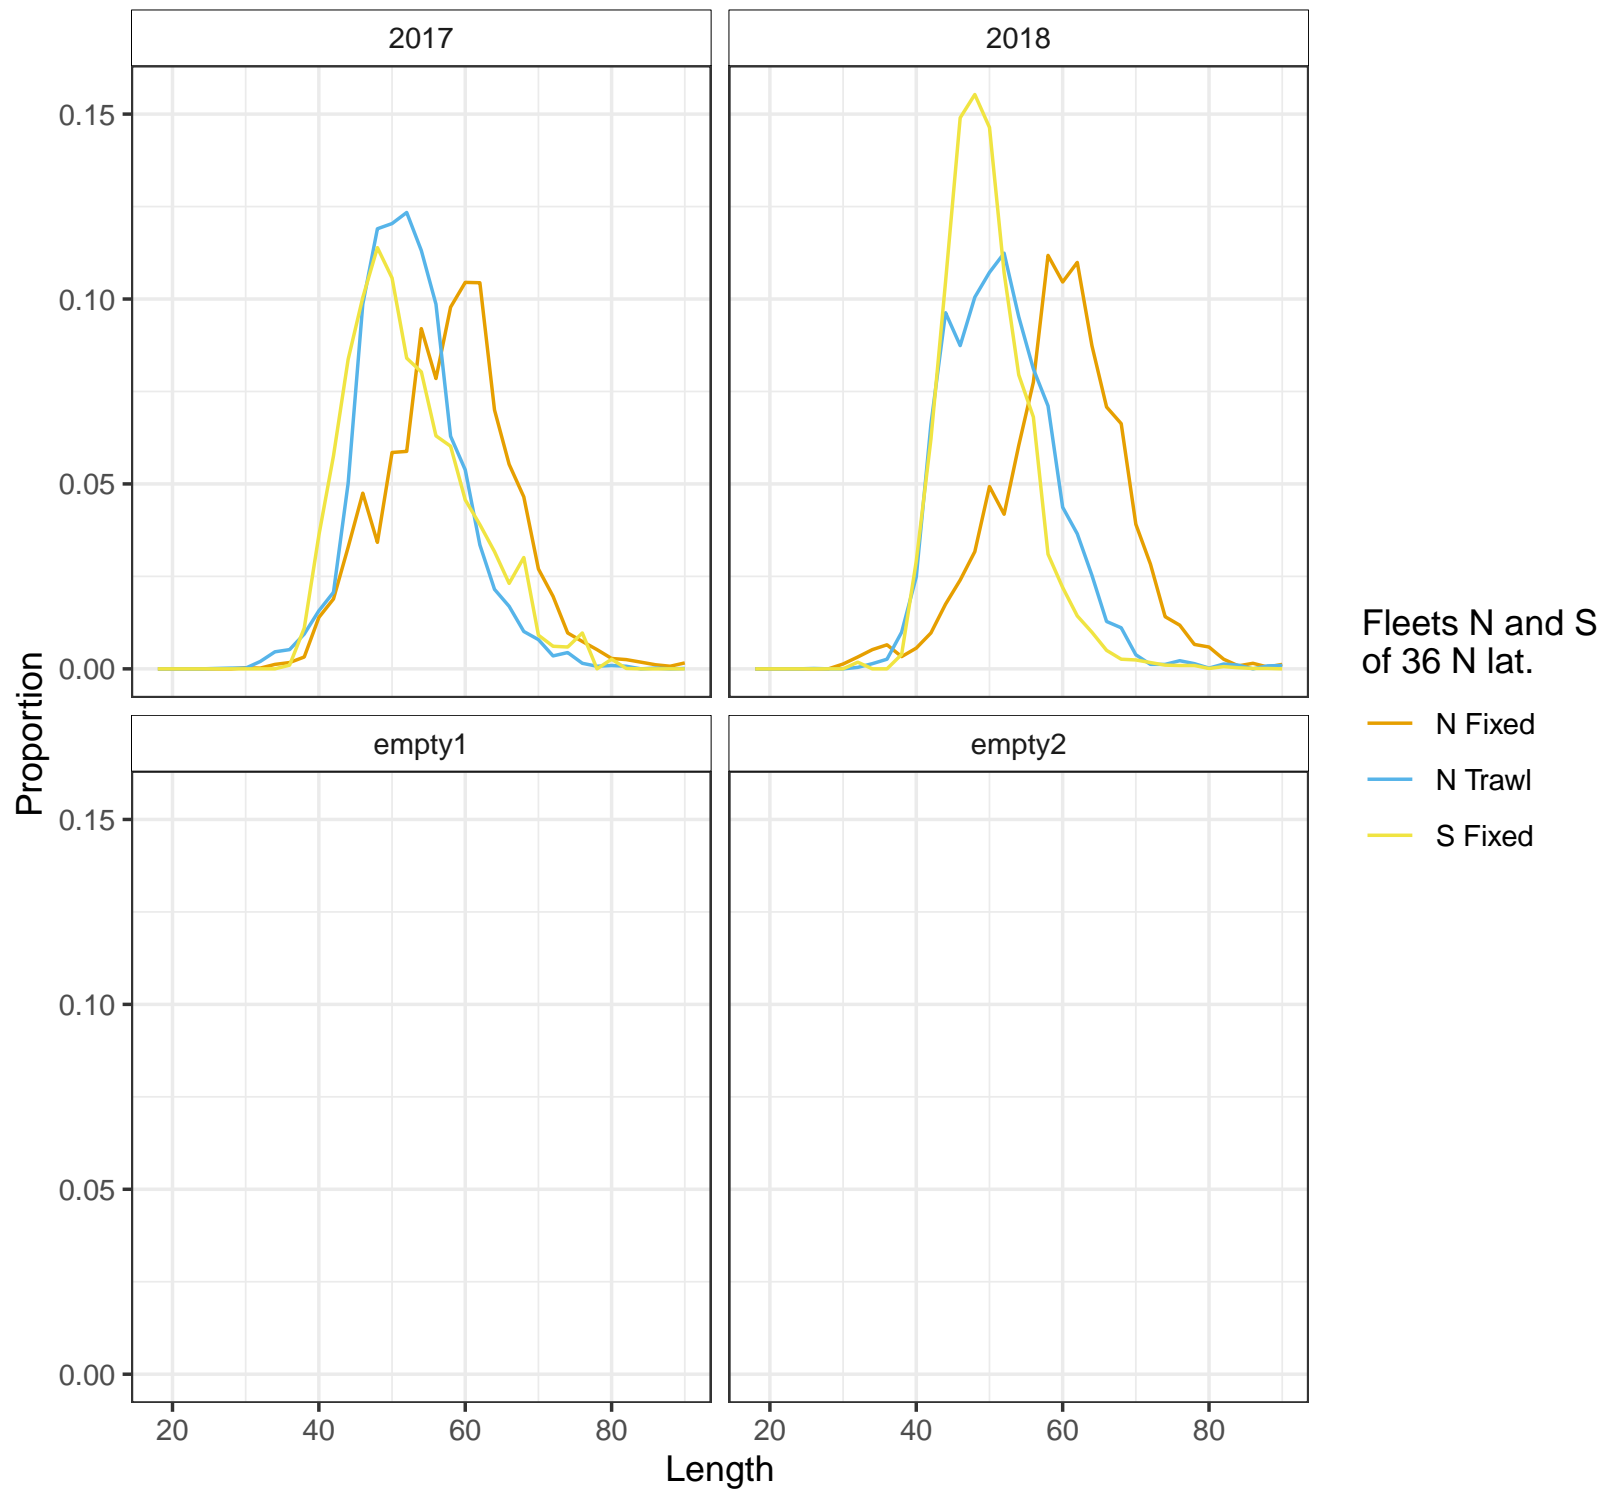 2017
2018
0.15
0.10
0.05
0.00
empty1
empty2
0.15
0.10
0.05
0.00
20
40
60
80
20
40
60
80
Length
Proportion
Fleets N and S
of 36 N lat.
N Fixed
N Trawl
S Fixed